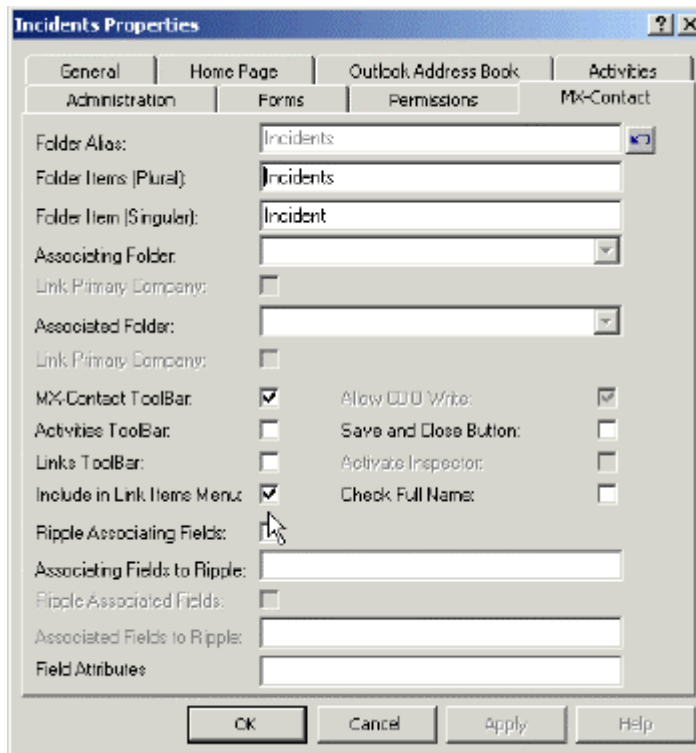 Incidents Properties
General Home Page Outlook Address Book Activities
Administration Forms Permissions MX-Contact
Folder Alias: Incidents
Folder Items (Plural): Incidents
Folder Item (Singular): Incident
Associating Folder:
Link Primary Company:
Associated Folder:
Link Primary Company:
MX-Contact ToolBar: Allow CDO Write:
Activities ToolBar: Save and Close Button:
Links ToolBar: Activate Inspector:
Include in Link Items Menu: Check Full Name:
Ripple Associating Fields:
Associating Fields to Ripple:
Ripple Associated Fields:
Associated Fields to Ripple:
Field Attributes
OK Cancel Apply Help